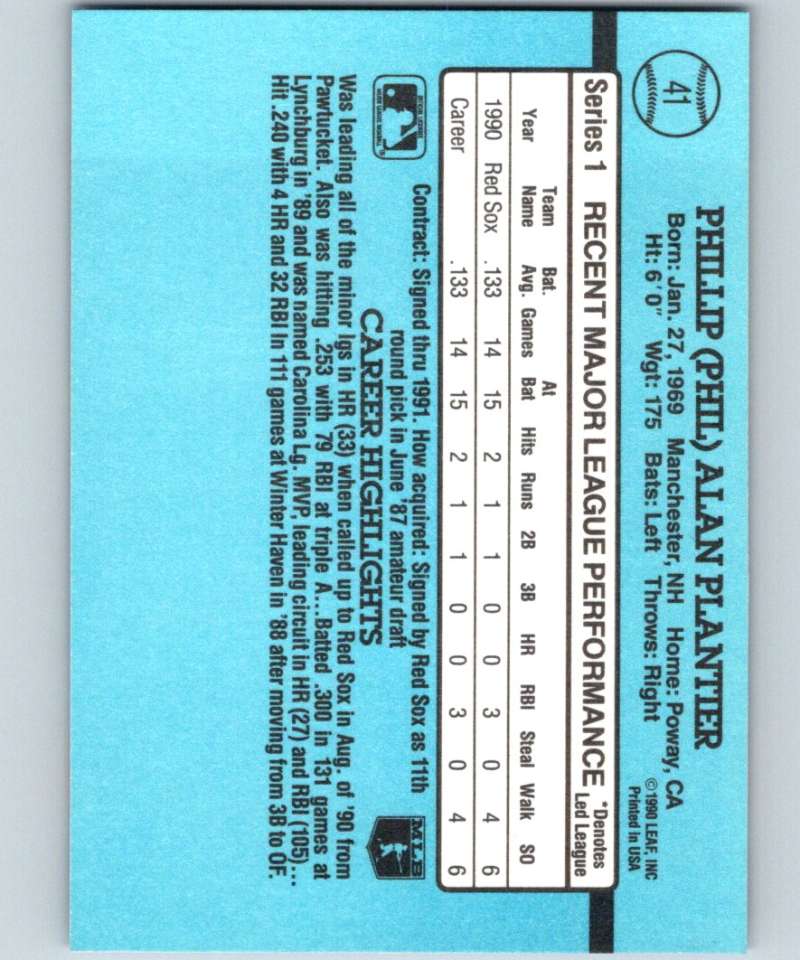 41
PHILLIP (PHIL) ALAN PLANTIER
Born: Jan. 27, 1969 Manchester, NH Home: Poway, CA
Ht: 6'0" Wgt: 175 Bats: Left Throws: Right
©1990 LEAF, INC
Printed in USA
Series 1 RECENT MAJOR LEAGUE PERFORMANCE
*Denotes
Led League
Year Team Name Bat. Avg. Games At Bat Hits Runs 2B 3B HR RBI Steal Walk SO
1990 Red Sox .133 14 15 2 1 1 0 0 3 0 4 6
Career .133 14 15 2 1 1 0 0 3 0 4 6
Contract: Signed thru 1991. How acquired: Signed by Red Sox as 11th
round pick in June '87 amateur draft
MLB
CAREER HIGHLIGHTS
Was leading all of the minor lgs in HR (33) when called up to Red Sox in Aug. of '90 from
Pawtucket. Also was hitting .253 with 79 RBI at triple A...Batted .300 in 131 games at
Lynchburg in '89 and was named Carolina Lg. MVP, leading circuit in HR (27) and RBI (105)...
Hit .240 with 4 HR and 32 RBI in 111 games at Winter Haven in '88 after moving from 3B to OF.